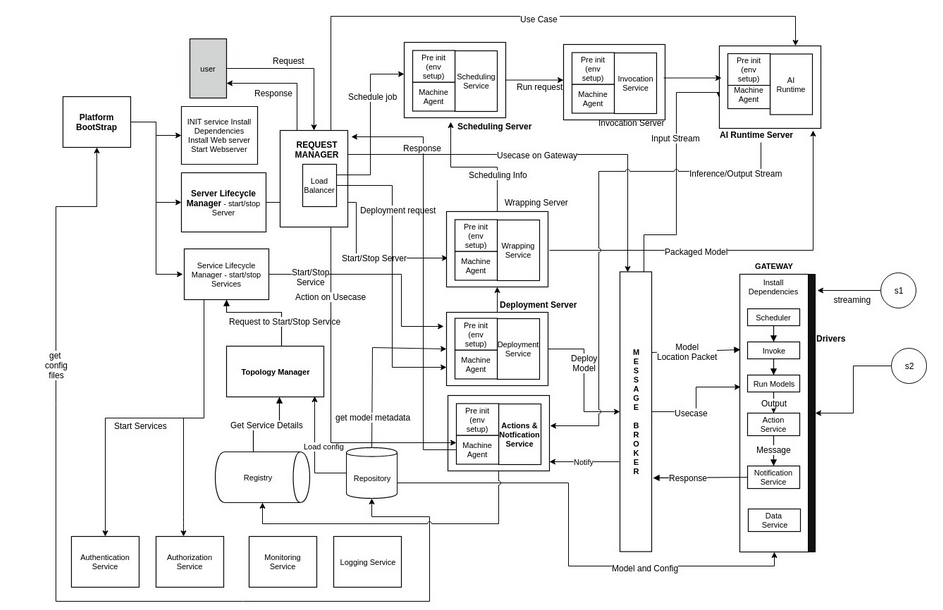 Use Case
user
Request
Response
Platform
BootStrap
INIT service Install
Dependencies
Install Web server
Start Webserver
Server Lifecycle
Manager - start/stop
Server
Service Lifecycle
Manager - start/stop
Services
REQUEST
MANAGER
Load
Balancer
Schedule job
Pre init
(env
setup)
Machine
Agent
Scheduling
Service
Scheduling Server
Run request
Pre init
(env
setup)
Machine
Agent
Invocation
Service
Invocation Server
Pre init
(env
setup)
Machine
Agent
AI
Runtime
AI Runtime Server
Input Stream
Response
Usecase on Gateway
Scheduling Info
Inference/Output Stream
Deployment request
Wrapping Server
Pre init
(env
setup)
Machine
Agent
Wrapping
Service
Packaged Model
Start/Stop Server
Start/Stop
Service
Action on Usecase
Request to Start/Stop Service
Deployment Server
Pre init
(env
setup)
Machine
Agent
Deployment
Service
Deploy
Model
Topology Manager
get
config
files
Start Services
Get Service Details
Load config
get model metadata
Pre init
(env
setup)
Machine
Agent
Actions &
Notfication
Service
Notify
Registry
Repository
M
E
S
S
A
G
E
B
R
O
K
E
R
Model
Location Packet
Usecase
Response
GATEWAY
Install
Dependencies
Scheduler
Invoke
Run Models
Output
Action
Service
Message
Notification
Service
Data
Service
Drivers
s1
streaming
s2
Model and Config
Authentication
Service
Authorization
Service
Monitoring
Service
Logging Service